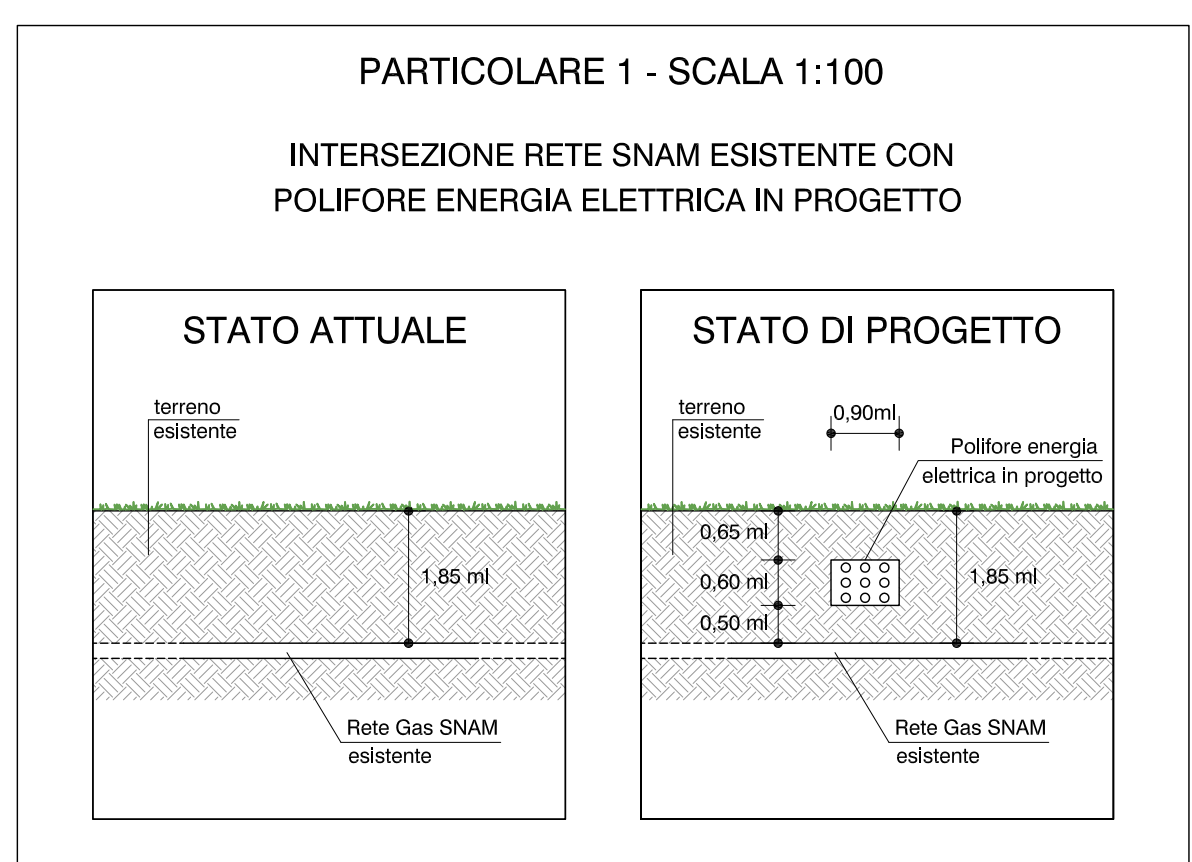 PARTICOLARE 1 - SCALA 1:100
INTERSEZIONE RETE SNAM ESISTENTE CON
POLIFORE ENERGIA ELETTRICA IN PROGETTO
STATO ATTUALE
terreno
esistente
1,85 ml
Rete Gas SNAM
esistente
STATO DI PROGETTO
terreno
esistente
0,90ml
Polifore energia
elettrica in progetto
0,65 ml
0,60 ml
0,50 ml
1,85 ml
Rete Gas SNAM
esistente